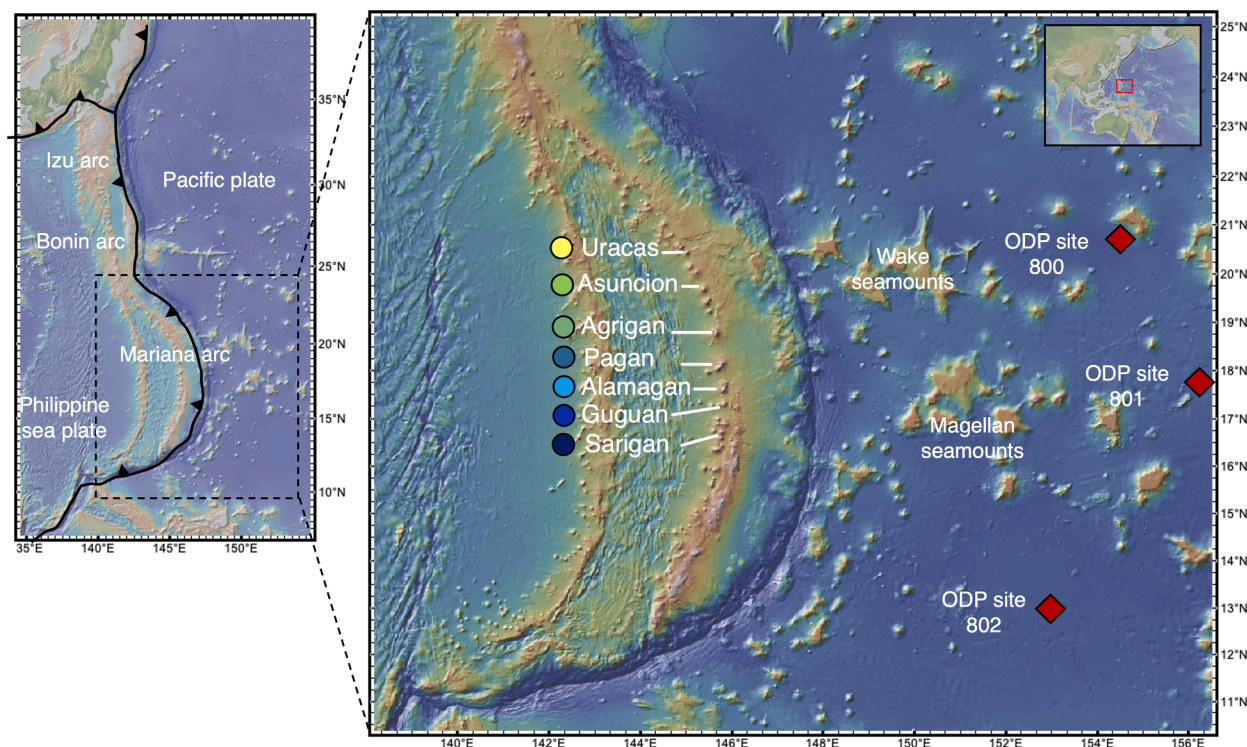 Izu arc
Pacific plate
Bonin arc
Mariana arc
Philippine
sea plate
35°N
30°N
25°N
20°N
15°N
10°N
35°E
140°E
145°E
150°E
Uracas
Asuncion
Agrigan
Pagan
Alamagan
Guguan
Sarigan
Wake
seamounts
Magellan
seamounts
ODP site
800
ODP site
801
ODP site
802
25°N
24°N
23°N
22°N
21°N
20°N
19°N
18°N
17°N
16°N
15°N
14°N
13°N
12°N
11°N
140°E
142°E
144°E
146°E
148°E
150°E
152°E
154°E
156°E